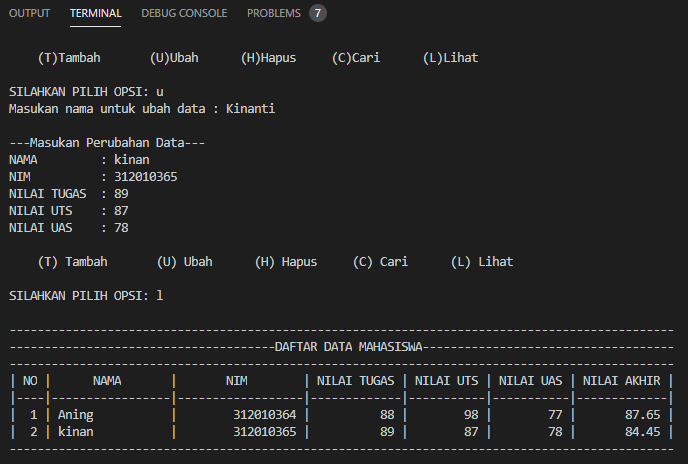 OUTPUT TERMINAL DEBUG CONSOLE PROBLEMS 7
(T)Tambah (U)Ubah (H)Hapus (C)Cari (L)Lihat
SILAHKAN PILIH OPSI: u
Masukan nama untuk ubah data : Kinanti
---Masukan Perubahan Data---
NAMA : kinan
NIM : 312010365
NILAI TUGAS : 89
NILAI UTS : 87
NILAI UAS : 78
(T) Tambah (U) Ubah (H) Hapus (C) Cari (L) Lihat
SILAHKAN PILIH OPSI: l
-----------------------------------------------------------------------------------------------
--------------------------------------DAFTAR DATA MAHASISWA------------------------------------
-----------------------------------------------------------------------------------------------
| NO | NAMA | NIM | NILAI TUGAS | NILAI UTS | NILAI UAS | NILAI AKHIR |
|----|-----------------|------------------|-------------|-----------|-----------|-------------|
| 1 | Aning | 312010364 | 88 | 98 | 77 | 87.65 |
| 2 | kinan | 312010365 | 89 | 87 | 78 | 84.45 |
-----------------------------------------------------------------------------------------------